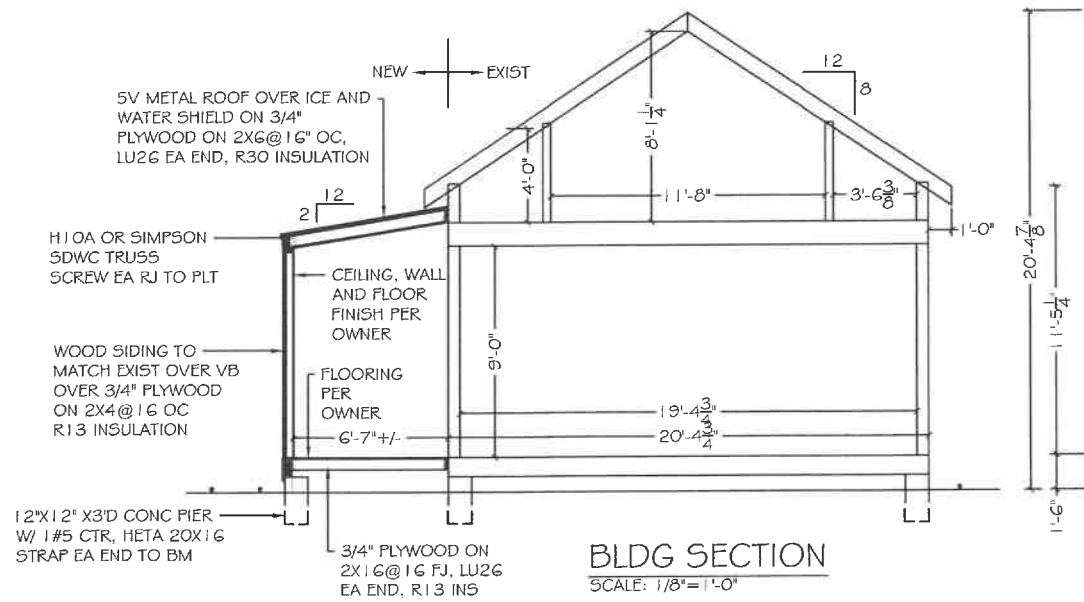 NEW
EXIST
12
8
5V METAL ROOF OVER ICE AND
WATER SHIELD ON 3/4"
PLYWOOD ON 2X6@16" OC,
LU26 EA END, R30 INSULATION
8'-1 1/4"
4'-0"
11'-8"
3'-6 3/8"
12
2
1'-0"
H10A OR SIMPSON
SDWC TRUSS
SCREW EA RJ TO PLT
CEILING, WALL
AND FLOOR
FINISH PER
OWNER
20'-4 7/8"
11'-5 1/4"
9'-0"
WOOD SIDING TO
MATCH EXIST OVER VB
OVER 3/4" PLYWOOD
ON 2X4@16 OC
R13 INSULATION
FLOORING
PER
OWNER
19'-4 3/4"
6'-7"+/-
20'-4 3/4"
1'-6"
12"X12" X3'D CONC PIER
W/ 1#5 CTR, HETA 20X16
STRAP EA END TO BM
3/4" PLYWOOD ON
2X16@16 FJ, LU26
EA END, R13 INS
BLDG SECTION
SCALE: 1/8"=1'-0"